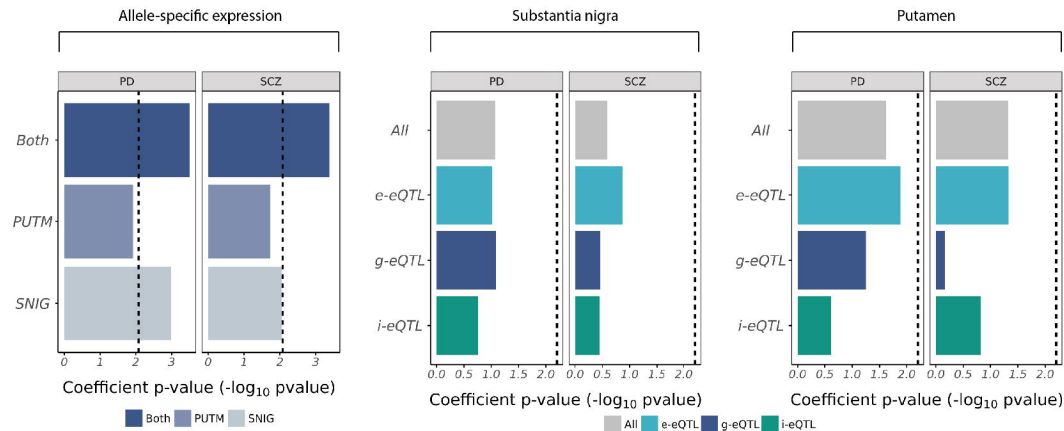 Allele-specific expression
Substantia nigra
Putamen
PD SCZ
PD SCZ
PD SCZ
Both
PUTM
SNIG
All
e-eQTL
g-eQTL
i-eQTL
All
e-eQTL
g-eQTL
i-eQTL
0 1 2 3 0 1 2 3
0.0 0.5 1.0 1.5 2.0 0.0 0.5 1.0 1.5 2.0
0.0 0.5 1.0 1.5 2.0 0.0 0.5 1.0 1.5 2.0
Coefficient p-value (-log10 pvalue)
Coefficient p-value (-log10 pvalue)
Coefficient p-value (-log10 pvalue)
Both PUTM SNIG
All e-eQTL g-eQTL i-eQTL